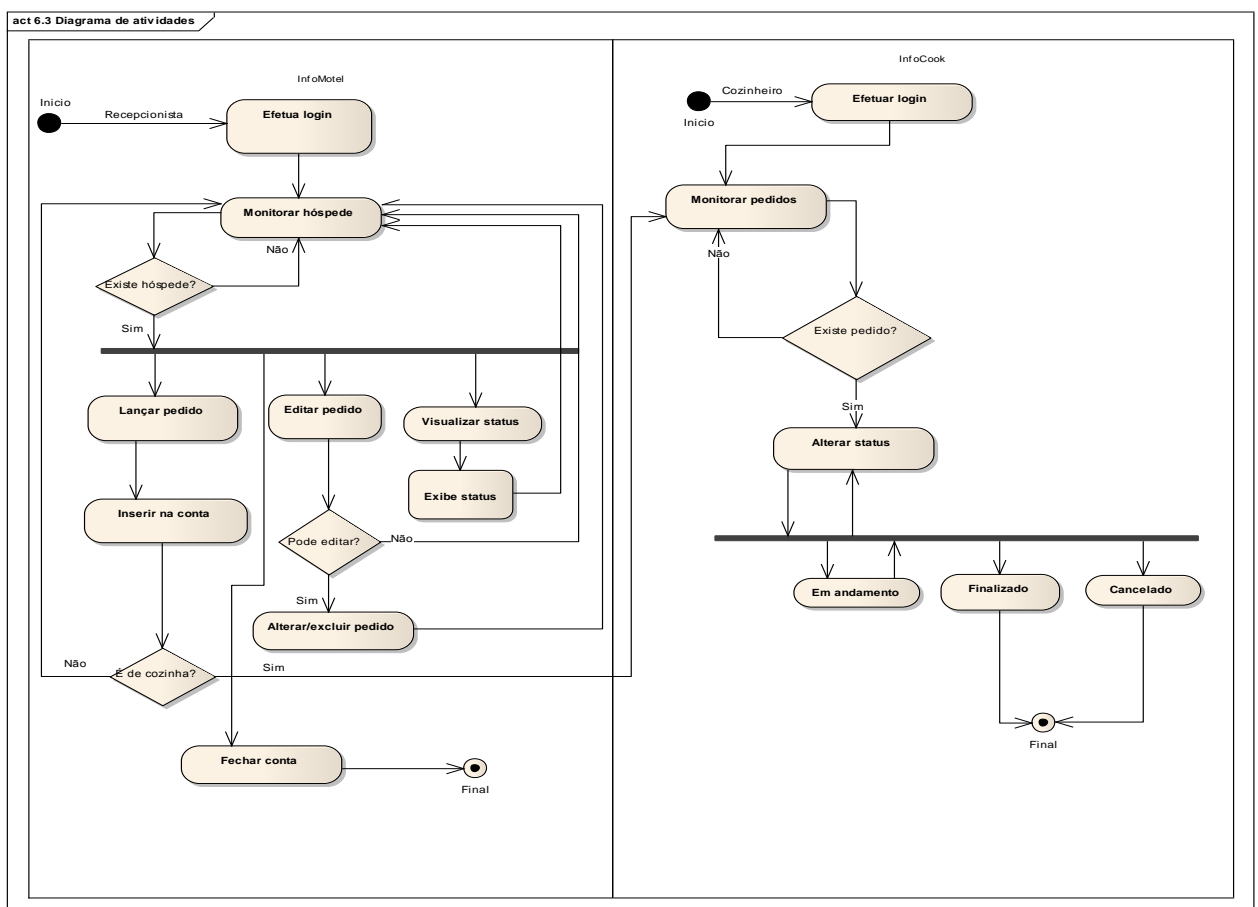 act 6.3 Diagrama de atividades
InfoMotel
Inicio
Recepcionista
Efetua login
Monitorar hóspede
Não
Existe hóspede?
Sim
Lançar pedido
Editar pedido
Visualizar status
Inserir na conta
Exibe status
Pode editar?
Não
Sim
Alterar/excluir pedido
Não
É de cozinha?
Sim
Fechar conta
Final
InfoCook
Cozinheiro
Inicio
Efetuar login
Monitorar pedidos
Não
Existe pedido?
Sim
Alterar status
Em andamento
Finalizado
Cancelado
Final